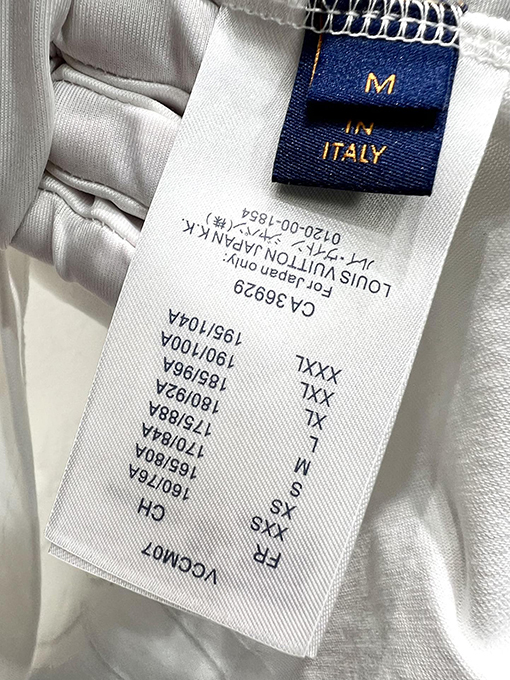 M
IN
ITALY
VCCM07
FR CH
XXS 160/76A
XS 165/80A
S 170/84A
M 175/88A
L 180/92A
XL 185/96A
XXL 190/100A
XXXL 195/104A
CA 36929
For Japan only:
LOUIS VUITTON JAPAN K.K.
ルイ・ヴィトン ジャパン(株)
0120-00-1854